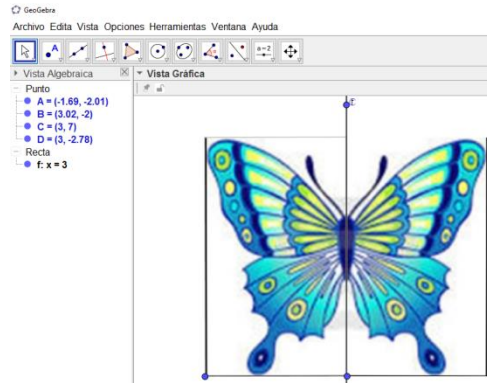 GeoGebra
Archivo Edita Vista Opciones Herramientas Ventana Ayuda
A
a=2
Vista Algebraica
Vista Gráfica
Punto
A = (-1.69, -2.01)
B = (3.02, -2)
C = (3, 7)
D = (3, -2.78)
Recta
f: x = 3